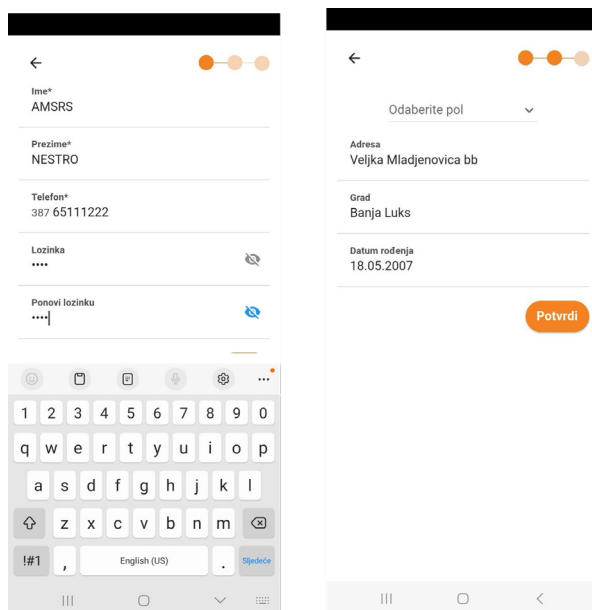 Ime*
AMSRS
Prezime*
NESTRO
Telefon*
387 65111222
Lozinka
••••
Ponovi lozinku
••••
1 2 3 4 5 6 7 8 9 0
q w e r t y u i o p
a s d f g h j k l
z x c v b n m
!#1 , English (US) . Sljedeće
Odaberite pol
Adresa
Veljka Mladjenovica bb
Grad
Banja Luks
Datum rođenja
18.05.2007
Potvrdi